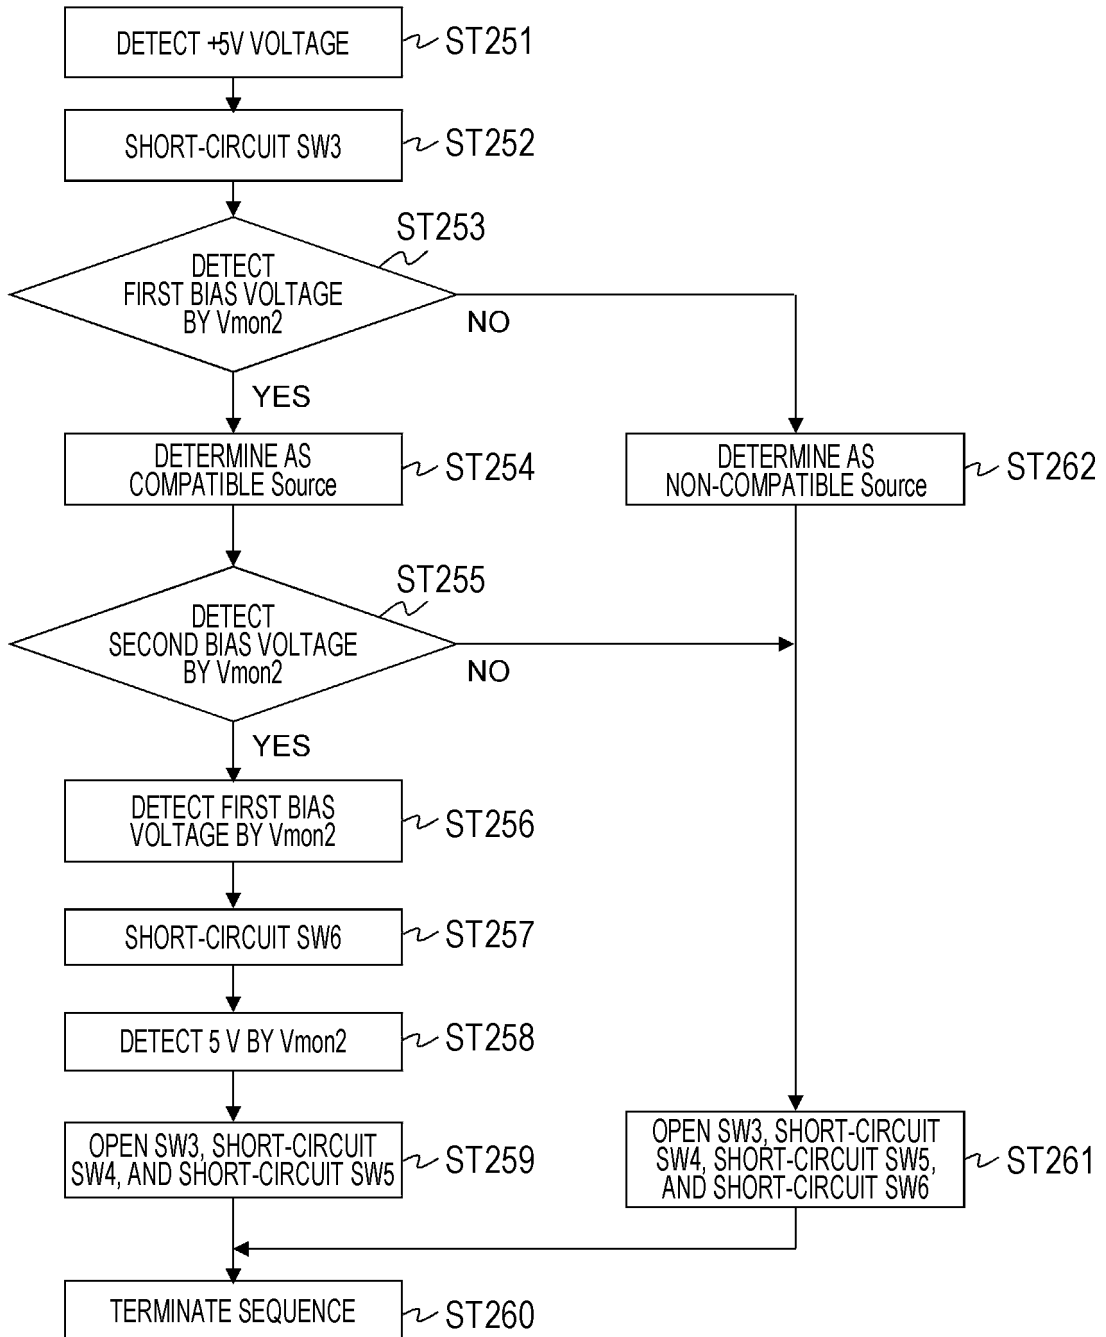 DETECT +5V VOLTAGE
ST251
SHORT-CIRCUIT SW3
ST252
ST253
DETECT
FIRST BIAS VOLTAGE
BY Vmon2
NO
YES
DETERMINE AS
COMPATIBLE Source
ST254
DETERMINE AS
NON-COMPATIBLE Source
ST262
ST255
DETECT
SECOND BIAS VOLTAGE
BY Vmon2
NO
YES
DETECT FIRST BIAS
VOLTAGE BY Vmon2
ST256
SHORT-CIRCUIT SW6
ST257
DETECT 5 V BY Vmon2
ST258
OPEN SW3, SHORT-CIRCUIT
SW4, AND SHORT-CIRCUIT SW5
ST259
OPEN SW3, SHORT-CIRCUIT
SW4, SHORT-CIRCUIT SW5,
AND SHORT-CIRCUIT SW6
ST261
TERMINATE SEQUENCE
ST260